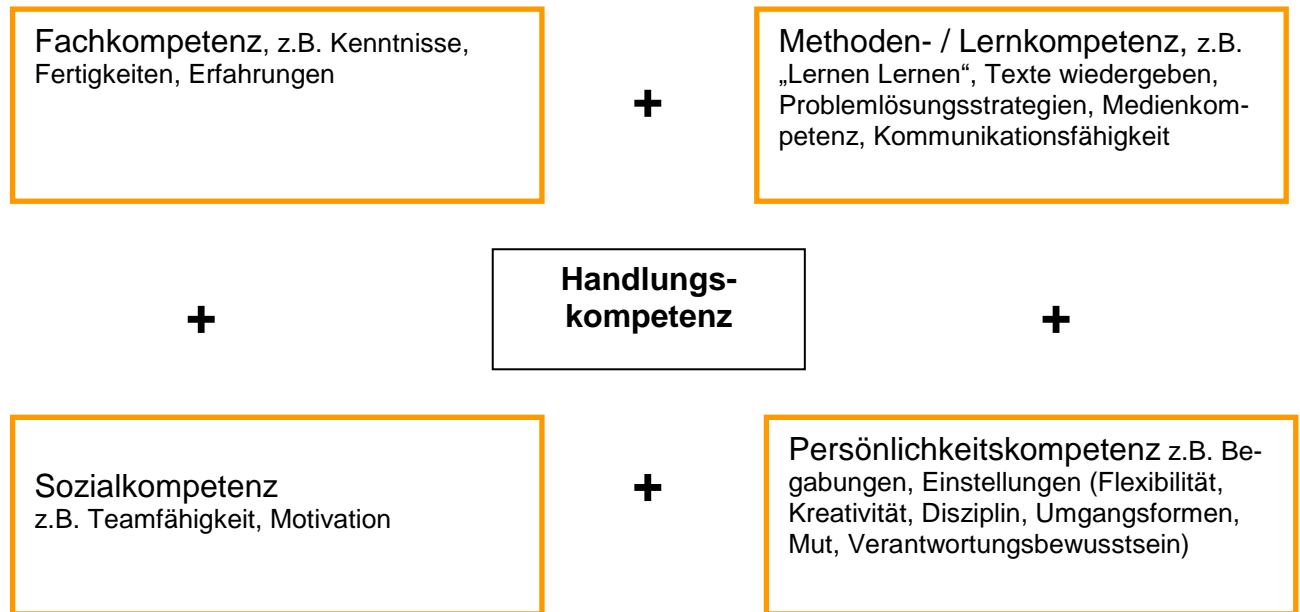 Fachkompetenz, z.B. Kenntnisse,
Fertigkeiten, Erfahrungen
+
Methoden- / Lernkompetenz, z.B.
„Lernen Lernen“, Texte wiedergeben,
Problemlösungsstrategien, Medienkom-
petenz, Kommunikationsfähigkeit
+
Handlungs-
kompetenz
+
Sozialkompetenz
z.B. Teamfähigkeit, Motivation
+
Persönlichkeitskompetenz z.B. Be-
gabungen, Einstellungen (Flexibilität,
Kreativität, Disziplin, Umgangsformen,
Mut, Verantwortungsbewusstsein)